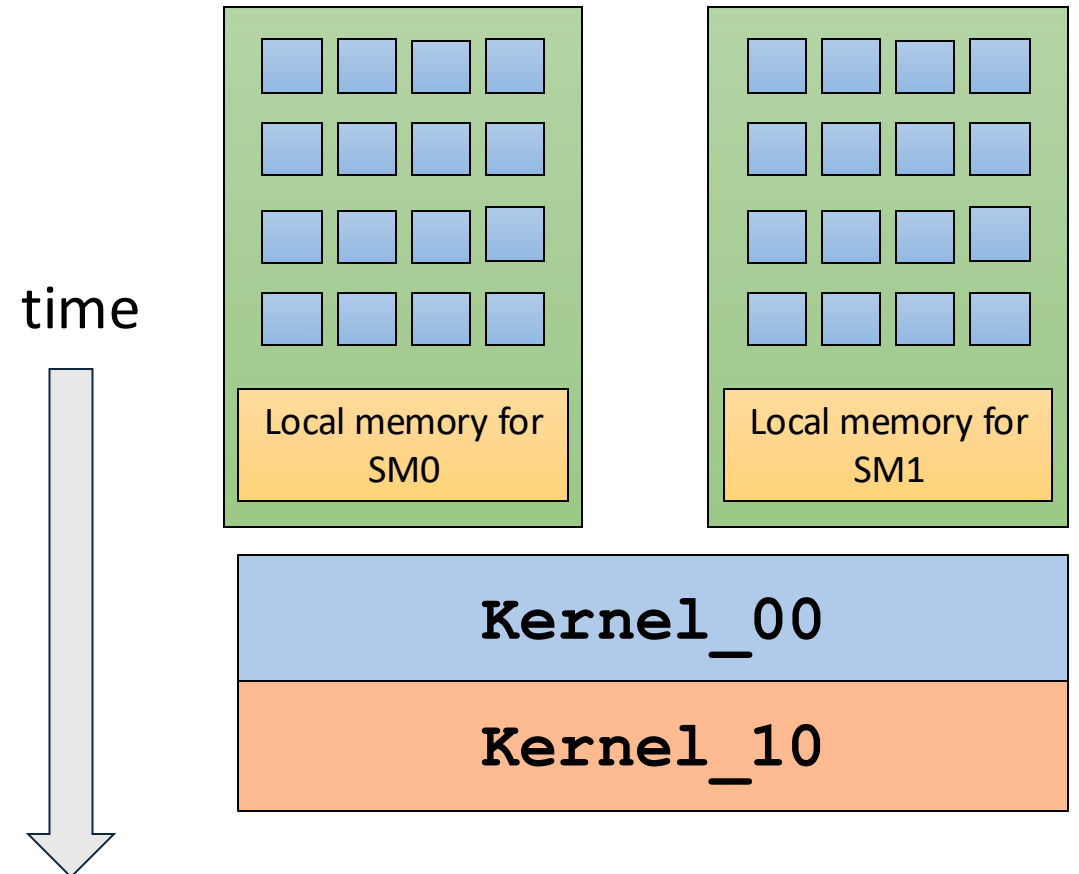 time
Local memory for
SM0
Local memory for
SM1
Kernel_00
Kernel_10